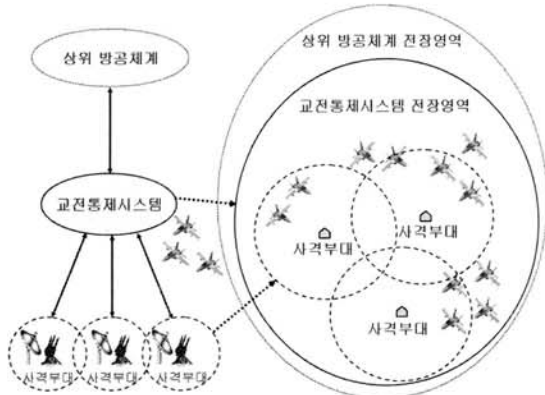 상위 방공체계
교전통제시스템
사격부대 사격부대 사격부대
상위 방공체계 전장영역
교전통제시스템 전장영역
사격부대
사격부대
사격부대